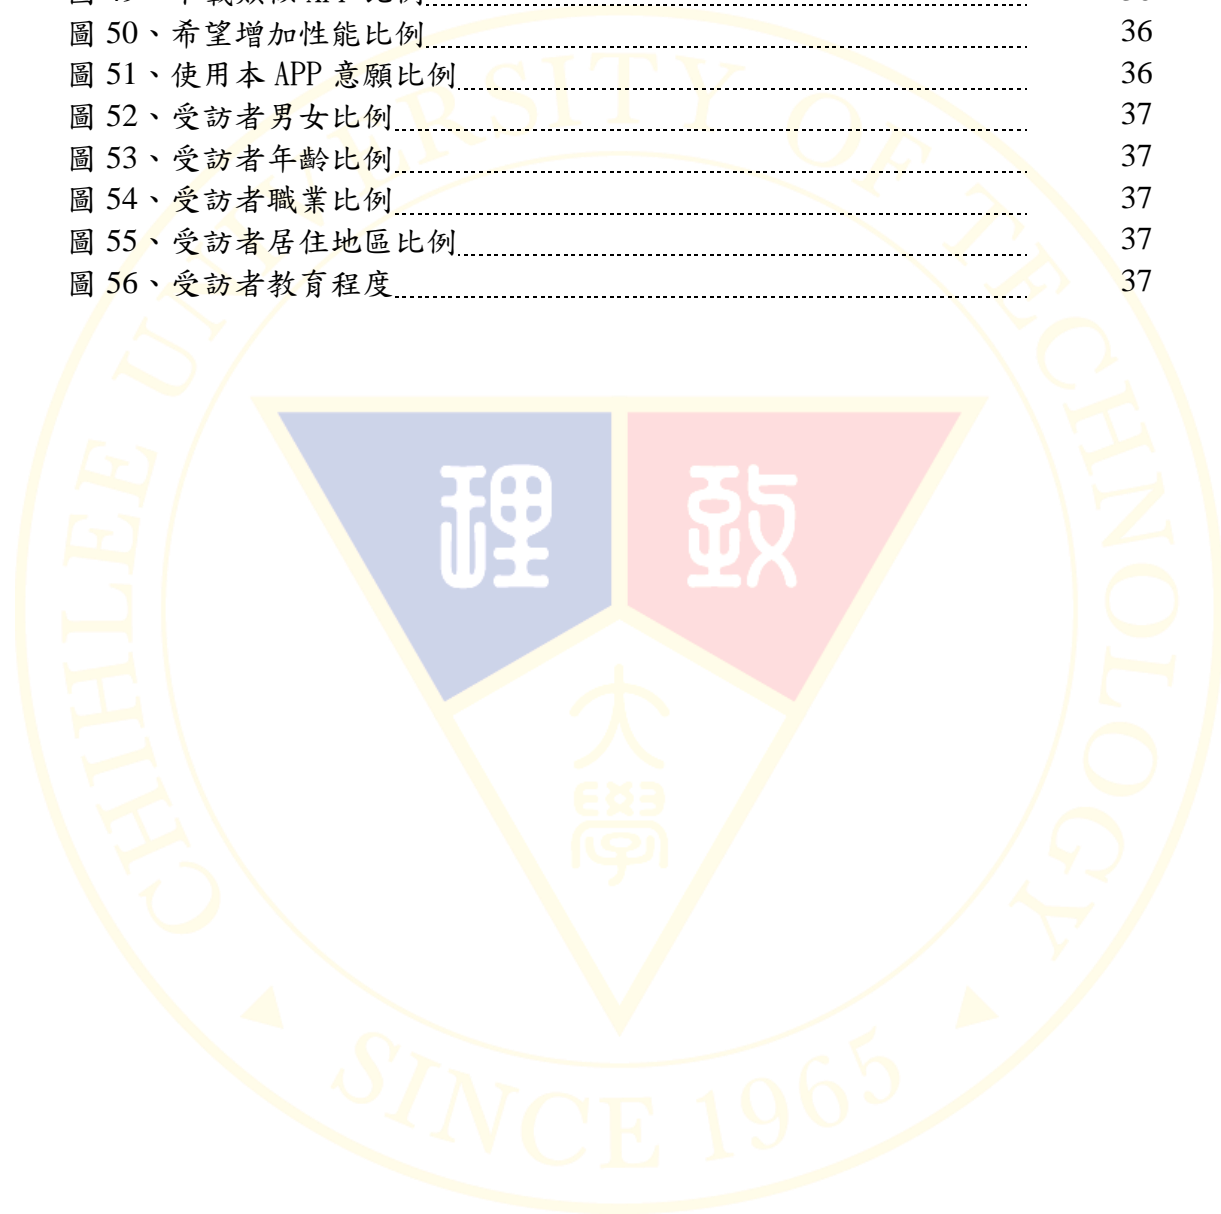 圖 50、希望增加性能比例 36
圖 51、使用本 APP 意願比例 36
圖 52、受訪者男女比例 37
圖 53、受訪者年齡比例 37
圖 54、受訪者職業比例 37
圖 55、受訪者居住地區比例 37
圖 56、受訪者教育程度 37
CHIHLEE UNIVERSITY OF TECHNOLOGY
理 致
大
學
SINCE 1965